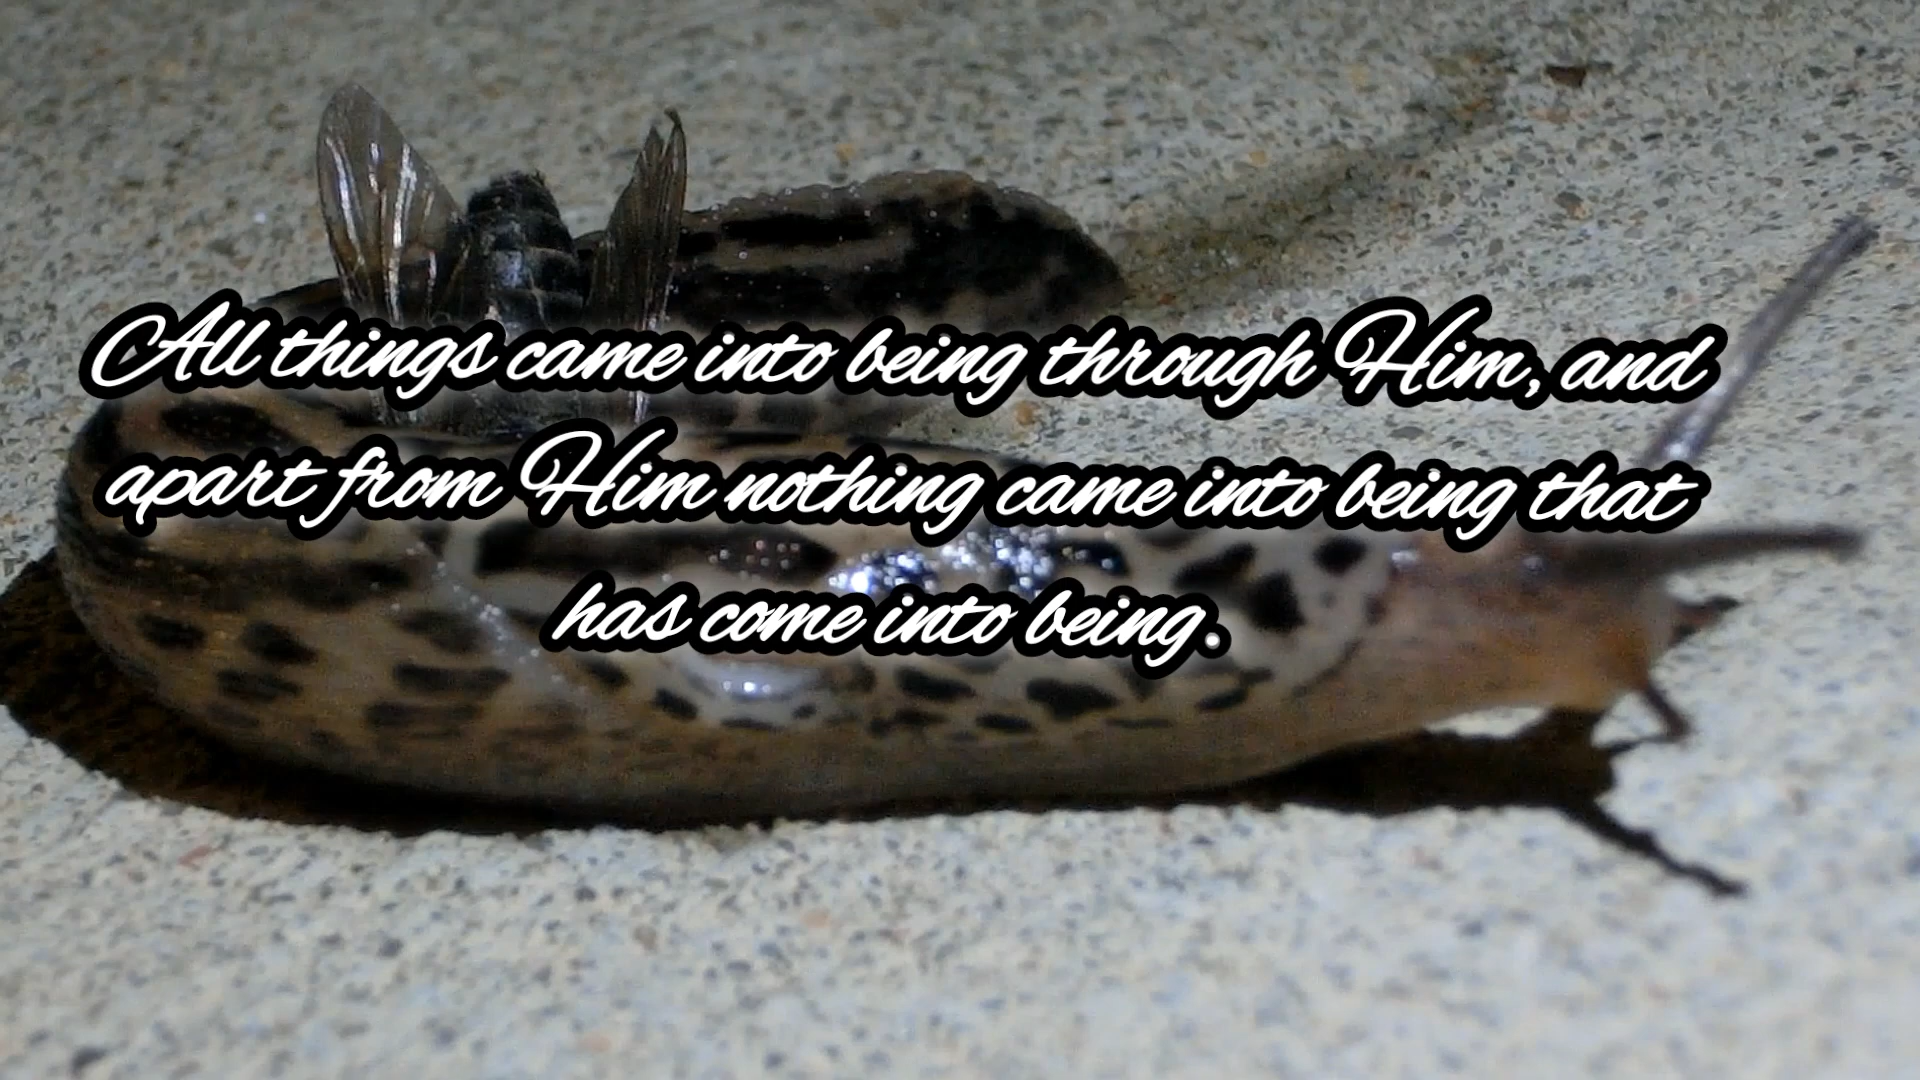 All things came into being through Him, and
apart from Him nothing came into being that
has come into being.